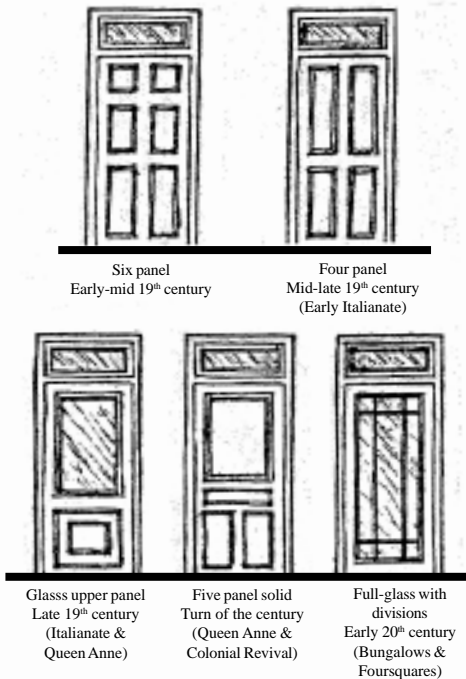 Six panel
Early-mid 19th century
Four panel
Mid-late 19th century
(Early Italianate)
Glasss upper panel
Late 19th century
(Italianate &
Queen Anne)
Five panel solid
Turn of the century
(Queen Anne &
Colonial Revival)
Full-glass with
divisions
Early 20th century
(Bungalows &
Foursquares)